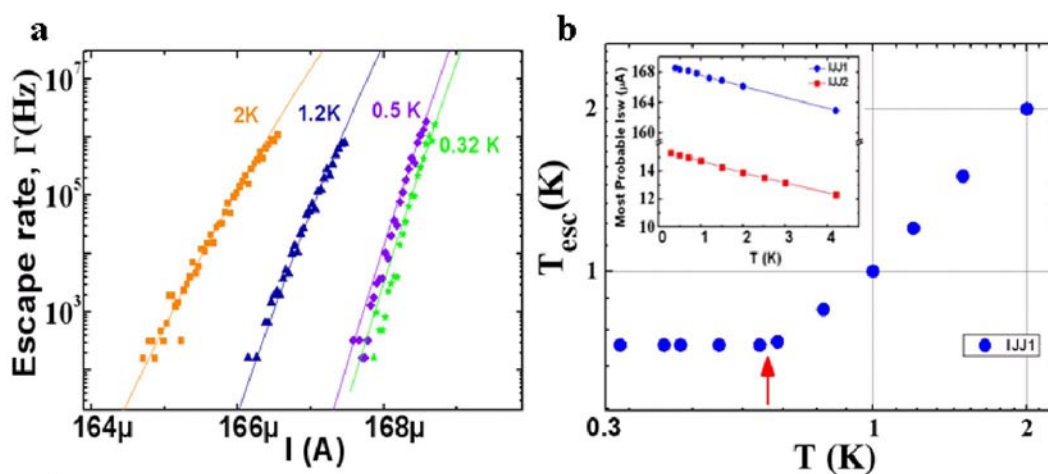 a
Escape rate, Γ(Hz)
10⁷
10⁵
10³
2K
1.2K
0.5 K
0.32 K
164μ
166μ
168μ
I (A)
b
T_esc(K)
2
1
0.3
1
2
T (K)
IJJ1
Most Probable Isw (μA)
168
164
160
14
12
10
0
1
2
3
4
T (K)
IJJ1
IJJ2